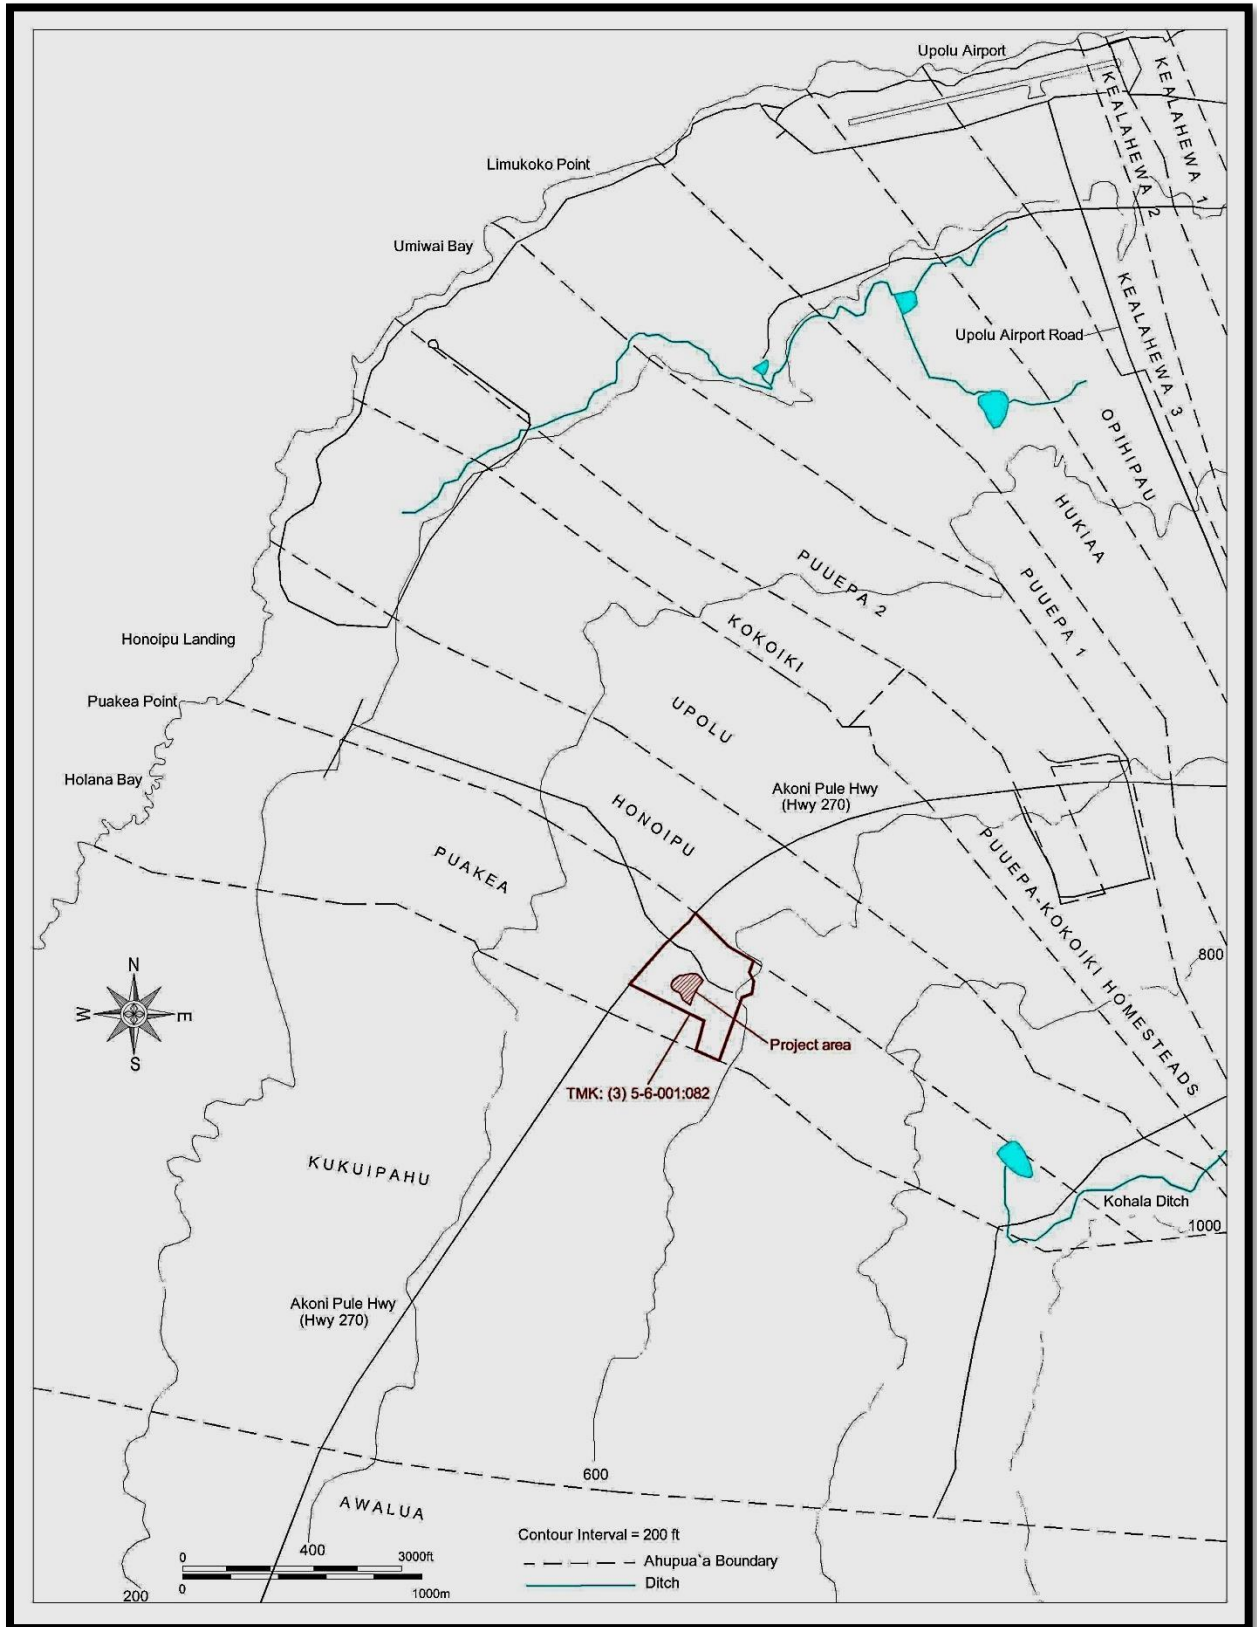 Upolu Airport
KEALAHEWA 1
KEALAHEWA 2
Limukoko Point
Umiwai Bay
KEALAHEWA 3
Upolu Airport Road
OPIHIPAU
HUKIAA
PUUEPA 2
PUUEPA 1
KOKOIKI
Honoipu Landing
Puakea Point
UPOLU
Holana Bay
Akoni Pule Hwy
(Hwy 270)
HONOIPU
PUAKEA
PUUEPA-KOKOIKI HOMESTEADS
800
N
W
E
S
Project area
TMK: (3) 5-6-001:082
KUKUIPAHU
Kohala Ditch
1000
Akoni Pule Hwy
(Hwy 270)
600
AWALUA
Contour Interval = 200 ft
400
0
3000ft
Ahupua`a Boundary
0
1000m
Ditch
200